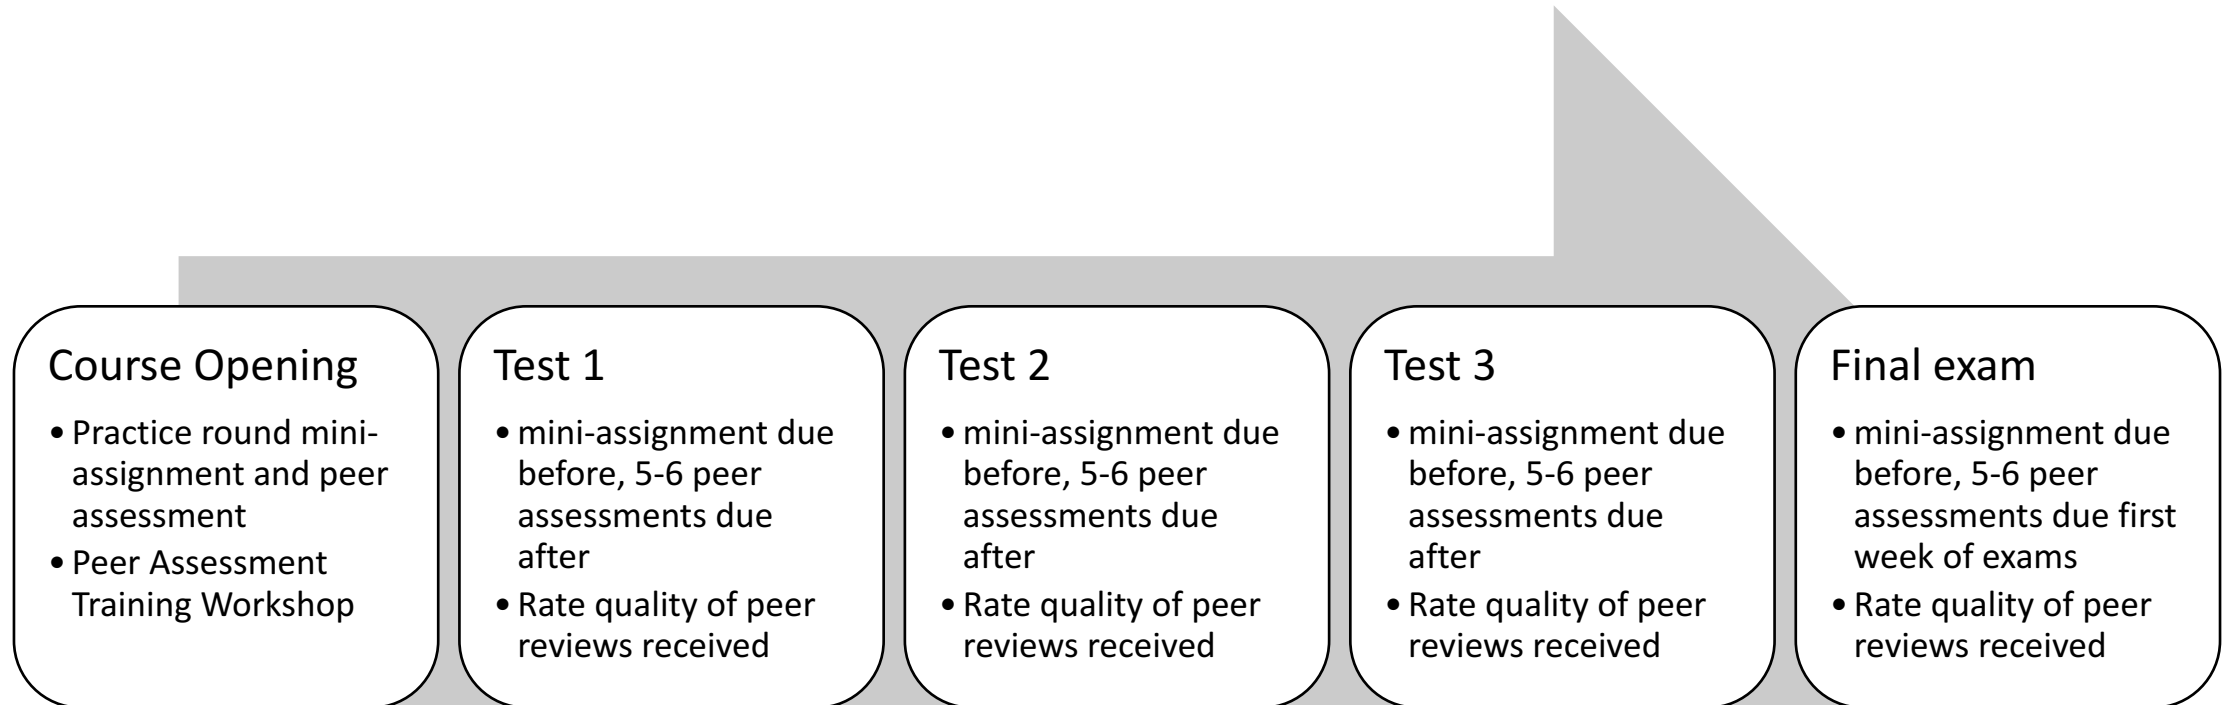 Course Opening
• Practice round mini-
assignment and peer
assessment
• Peer Assessment
Training Workshop
Test 1
• mini-assignment due
before, 5-6 peer
assessments due
after
• Rate quality of peer
reviews received
Test 2
• mini-assignment due
before, 5-6 peer
assessments due
after
• Rate quality of peer
reviews received
Test 3
• mini-assignment due
before, 5-6 peer
assessments due
after
• Rate quality of peer
reviews received
Final exam
• mini-assignment due
before, 5-6 peer
assessments due first
week of exams
• Rate quality of peer
reviews received